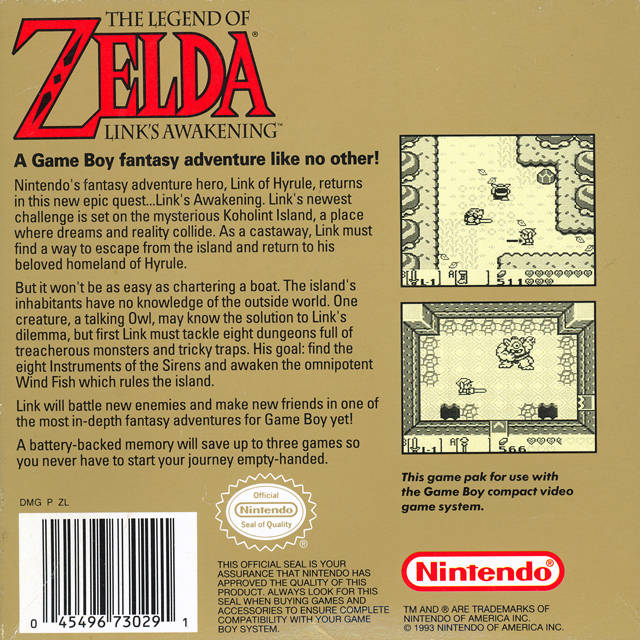 THE LEGEND OF
ZELDA®
LINK'S AWAKENING™
A Game Boy fantasy adventure like no other!
Nintendo's fantasy adventure hero, Link of Hyrule, returns
in this new epic quest...Link's Awakening. Link's newest
challenge is set on the mysterious Koholint Island, a place
where dreams and reality collide. As a castaway, Link must
find a way to escape from the island and return to his
beloved homeland of Hyrule.
But it won't be as easy as chartering a boat. The island's
inhabitants have no knowledge of the outside world. One
creature, a talking Owl, may know the solution to Link's
dilemma, but first Link must tackle eight dungeons full of
treacherous monsters and tricky traps. His goal: find the
eight Instruments of the Sirens and awaken the omnipotent
Wind Fish which rules the island.
Link will battle new enemies and make new friends in one of
the most in-depth fantasy adventures for Game Boy yet!
A battery-backed memory will save up to three games so
you never have to start your journey empty-handed.
L-1
511
L-1
566
This game pak for use with
the Game Boy compact video
game system.
DMG P ZL
0 45496 73029 1
Official
Nintendo
Seal of Quality
®
THIS OFFICIAL SEAL IS YOUR
ASSURANCE THAT NINTENDO HAS
APPROVED THE QUALITY OF THIS
PRODUCT. ALWAYS LOOK FOR THIS
SEAL WHEN BUYING GAMES AND
ACCESSORIES TO ENSURE COMPLETE
COMPATIBILITY WITH YOUR GAME
BOY SYSTEM.
Nintendo®
TM AND ® ARE TRADEMARKS OF
NINTENDO OF AMERICA INC.
© 1993 NINTENDO OF AMERICA INC.